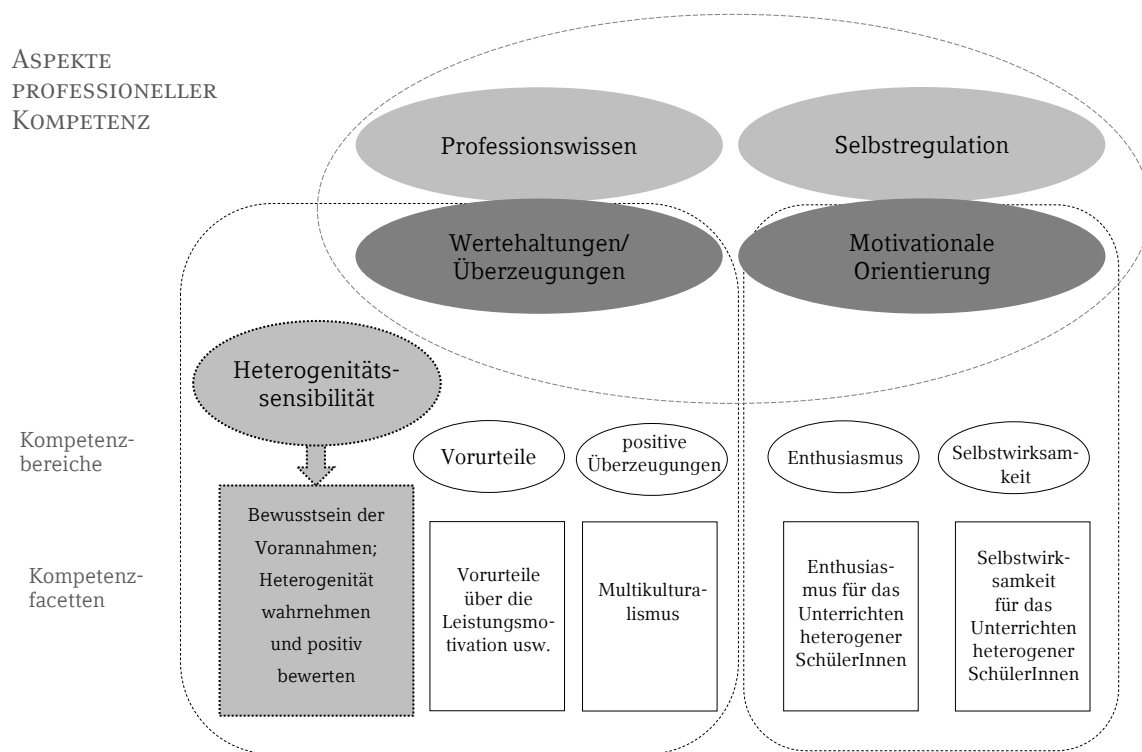 ASPEKTE
PROFESSIONELLER
KOMPETENZ
Professionswissen
Selbstregulation
Wertehaltungen/
Überzeugungen
Motivationale
Orientierung
Heterogenitäts-
sensibilität
Kompetenz-
bereiche
Vorurteile
positive
Überzeugungen
Enthusiasmus
Selbstwirksam-
keit
Kompetenz-
facetten
Bewusstsein der
Vorannahmen;
Heterogenität
wahrnehmen
und positiv
bewerten
Vorurteile
über die
Leistungsmo-
tivation usw.
Multikultura-
lismus
Enthusias-
mus für das
Unterrichten
heterogener
SchülerInnen
Selbstwirk-
samkeit
für das
Unterrichten
heterogener
SchülerInnen